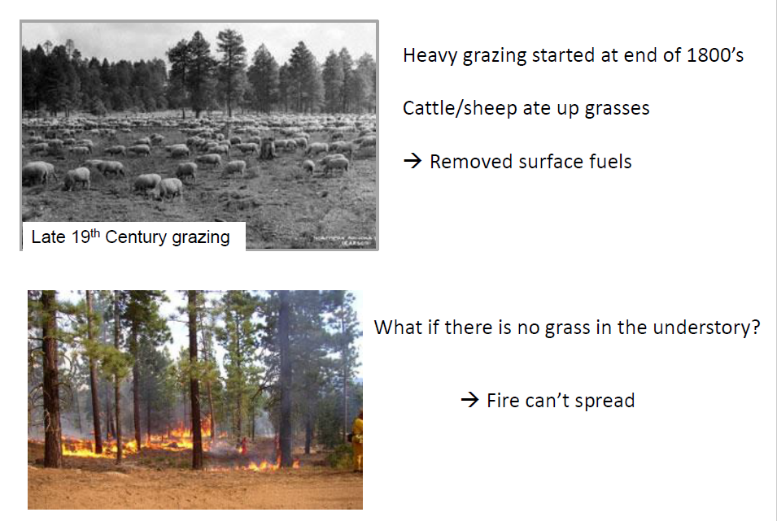 Heavy grazing started at end of 1800's
Cattle/sheep ate up grasses
→ Removed surface fuels
Late 19th Century grazing
What if there is no grass in the understory?
→ Fire can't spread